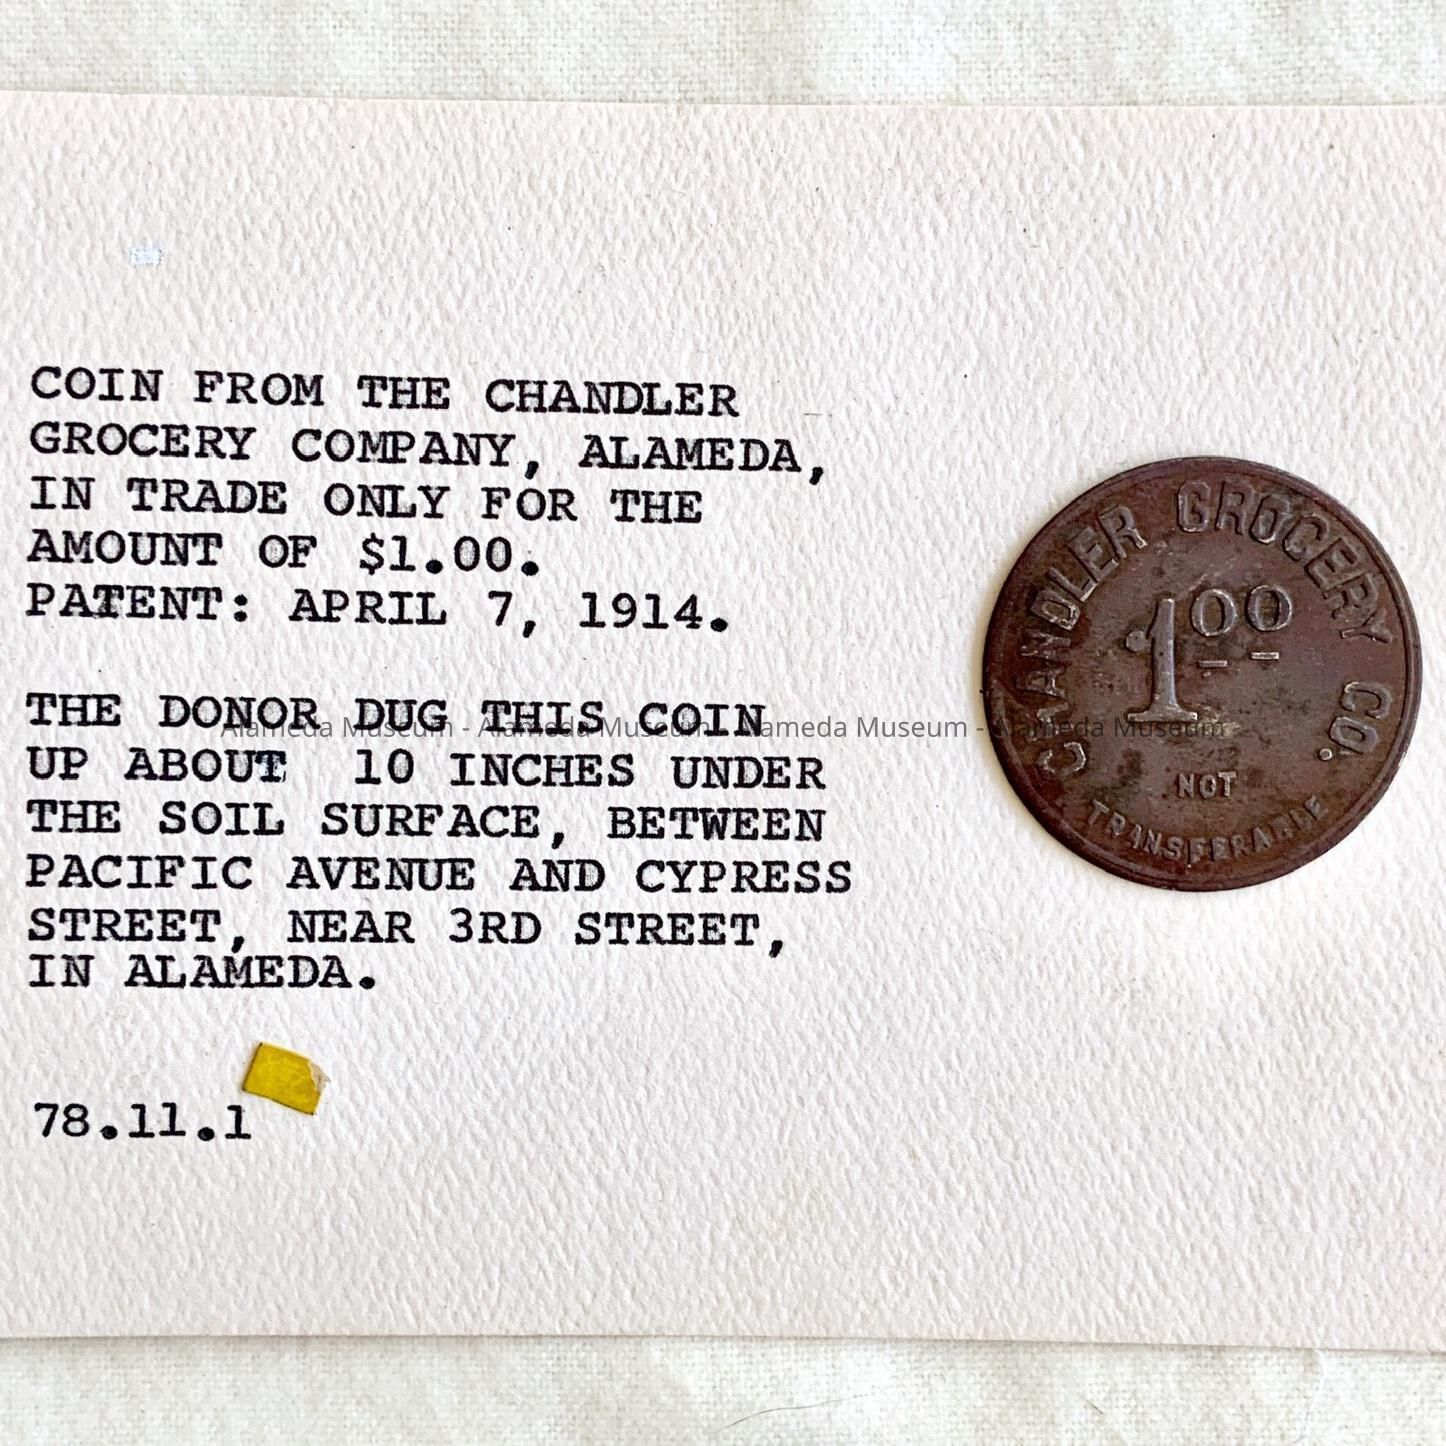 COIN FROM THE CHANDLER
GROCERY COMPANY, ALAMEDA,
IN TRADE ONLY FOR THE
AMOUNT OF $1.00.
PATENT: APRIL 7, 1914.
THE DONOR DUG THIS COIN
UP ABOUT 10 INCHES UNDER
THE SOIL SURFACE, BETWEEN
PACIFIC AVENUE AND CYPRESS
STREET, NEAR 3RD STREET,
IN ALAMEDA.
78.11.1
CHANDLER GROCERY CO.
1 00
NOT
TRANSFERABLE
Alameda Museum - Alameda Museum - Alameda Museum - Alameda Museum